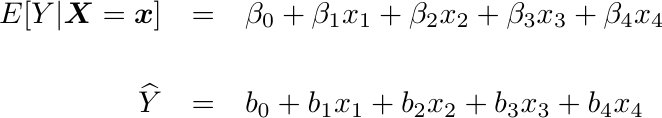 E[Y|X = x] = β₀ + β₁x₁ + β₂x₂ + β₃x₃ + β₄x₄
Ŷ = b₀ + b₁x₁ + b₂x₂ + b₃x₃ + b₄x₄